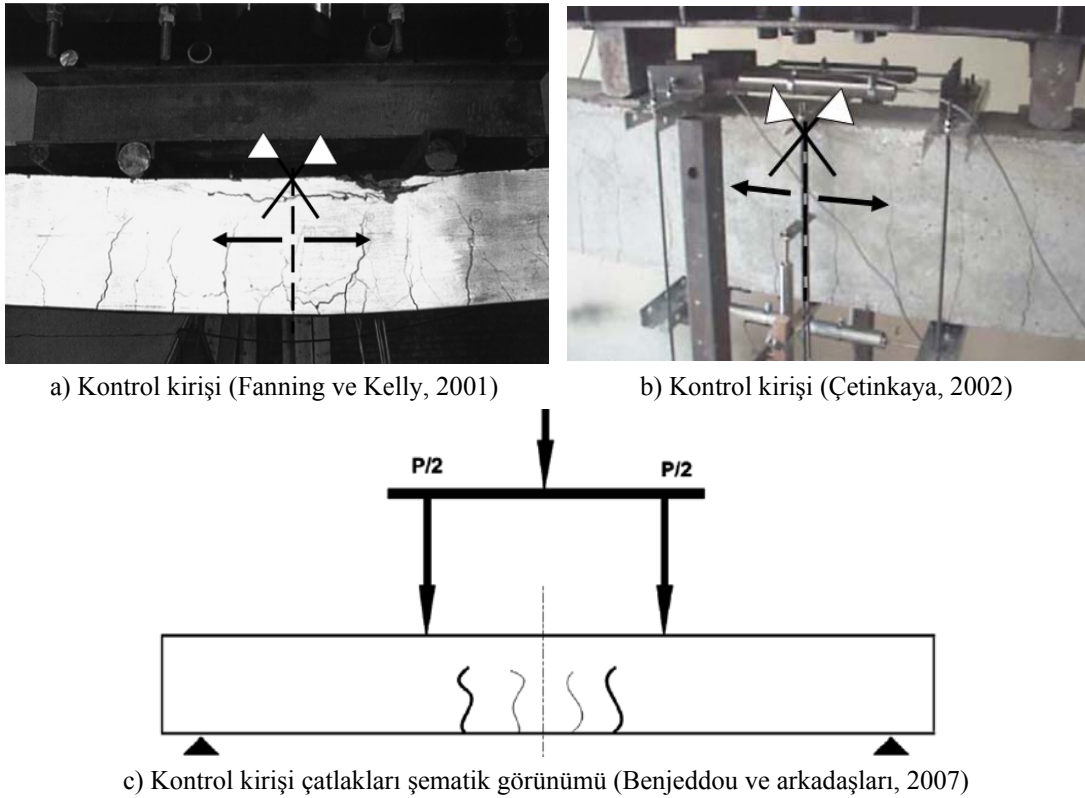 a) Kontrol kirişi (Fanning ve Kelly, 2001)
b) Kontrol kirişi (Çetinkaya, 2002)
P/2
P/2
c) Kontrol kirişi çatlakları şematik görünümü (Benjeddou ve arkadaşları, 2007)